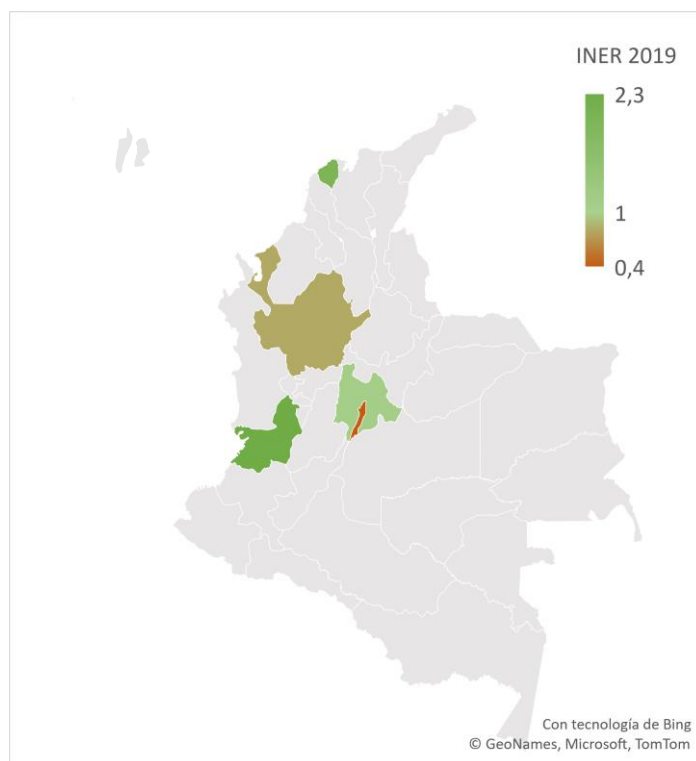 INER 2019
2,3
1
0,4
Con tecnología de Bing
© GeoNames, Microsoft, TomTom